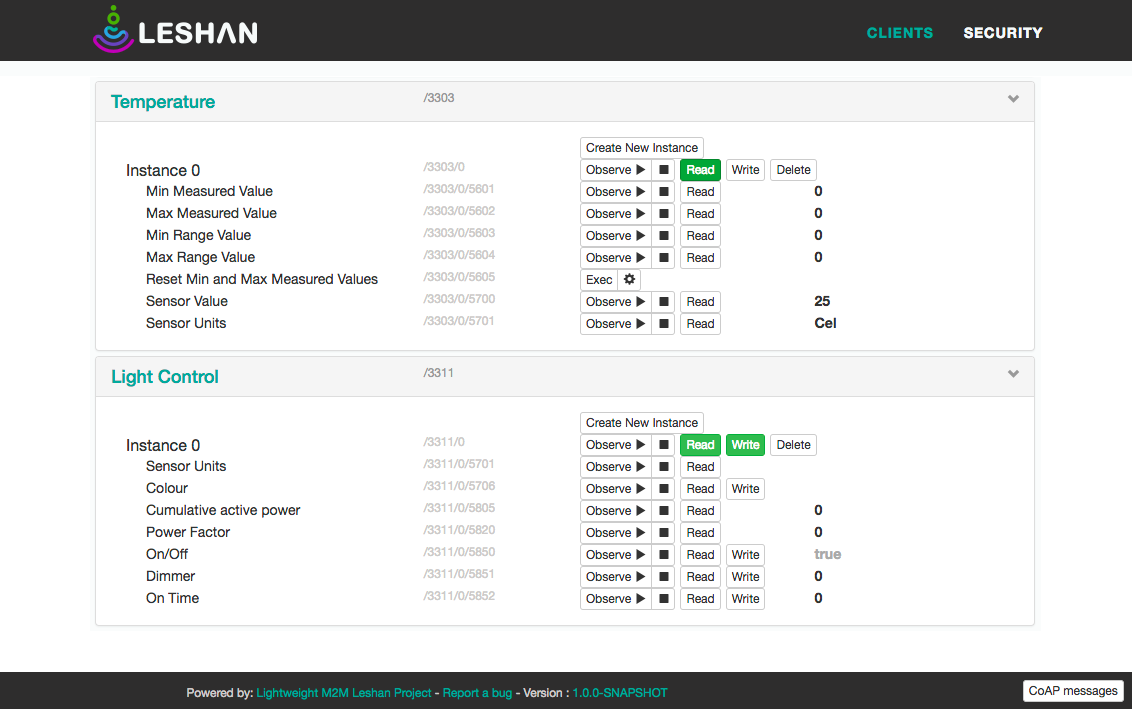 LESHAN CLIENTS SECURITY
Temperature /3303
Create New Instance
Instance 0 /3303/0 Observe Read Write Delete
Min Measured Value /3303/0/5601 Observe Read 0
Max Measured Value /3303/0/5602 Observe Read 0
Min Range Value /3303/0/5603 Observe Read 0
Max Range Value /3303/0/5604 Observe Read 0
Reset Min and Max Measured Values /3303/0/5605 Exec
Sensor Value /3303/0/5700 Observe Read 25
Sensor Units /3303/0/5701 Observe Read Cel
Light Control /3311
Create New Instance
Instance 0 /3311/0 Observe Read Write Delete
Sensor Units /3311/0/5701 Observe Read
Colour /3311/0/5706 Observe Read Write
Cumulative active power /3311/0/5805 Observe Read 0
Power Factor /3311/0/5820 Observe Read 0
On/Off /3311/0/5850 Observe Read Write true
Dimmer /3311/0/5851 Observe Read Write 0
On Time /3311/0/5852 Observe Read Write 0
Powered by: Lightweight M2M Leshan Project - Report a bug - Version : 1.0.0-SNAPSHOT CoAP messages